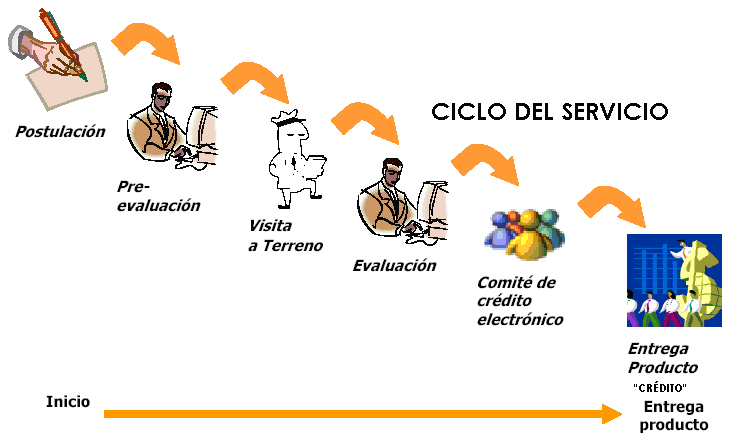 CICLO DEL SERVICIO
Postulación
Pre-
evaluación
Visita
a Terreno
Evaluación
Comité de
crédito
electrónico
Entrega
Producto
"CRÉDITO"
Inicio
Entrega
producto